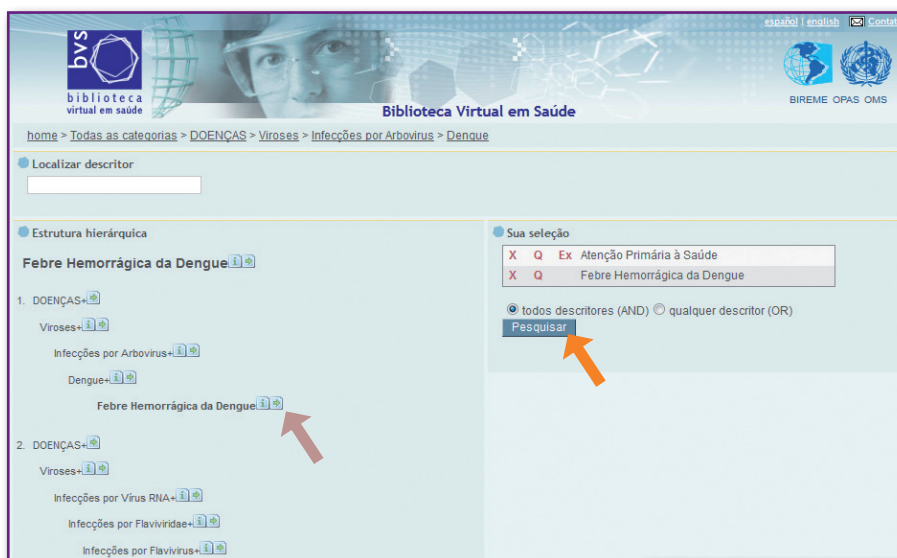 español | english Contat
bvs
biblioteca
virtual em saúde
Biblioteca Virtual em Saúde
BIREME OPAS OMS
home > Todas as categorias > DOENÇAS > Viroses > Infecções por Arbovirus > Dengue
Localizar descritor
Estrutura hierárquica
Febre Hemorrágica da Dengue
1. DOENÇAS+
Viroses+
Infecções por Arbovirus+
Dengue+
Febre Hemorrágica da Dengue
2. DOENÇAS+
Viroses+
Infecções por Vírus RNA+
Infecções por Flaviviridae+
Infecções por Flavivirus+
Sua seleção
X Q Ex Atenção Primária à Saúde
X Q Febre Hemorrágica da Dengue
todos descritores (AND) qualquer descritor (OR)
Pesquisar